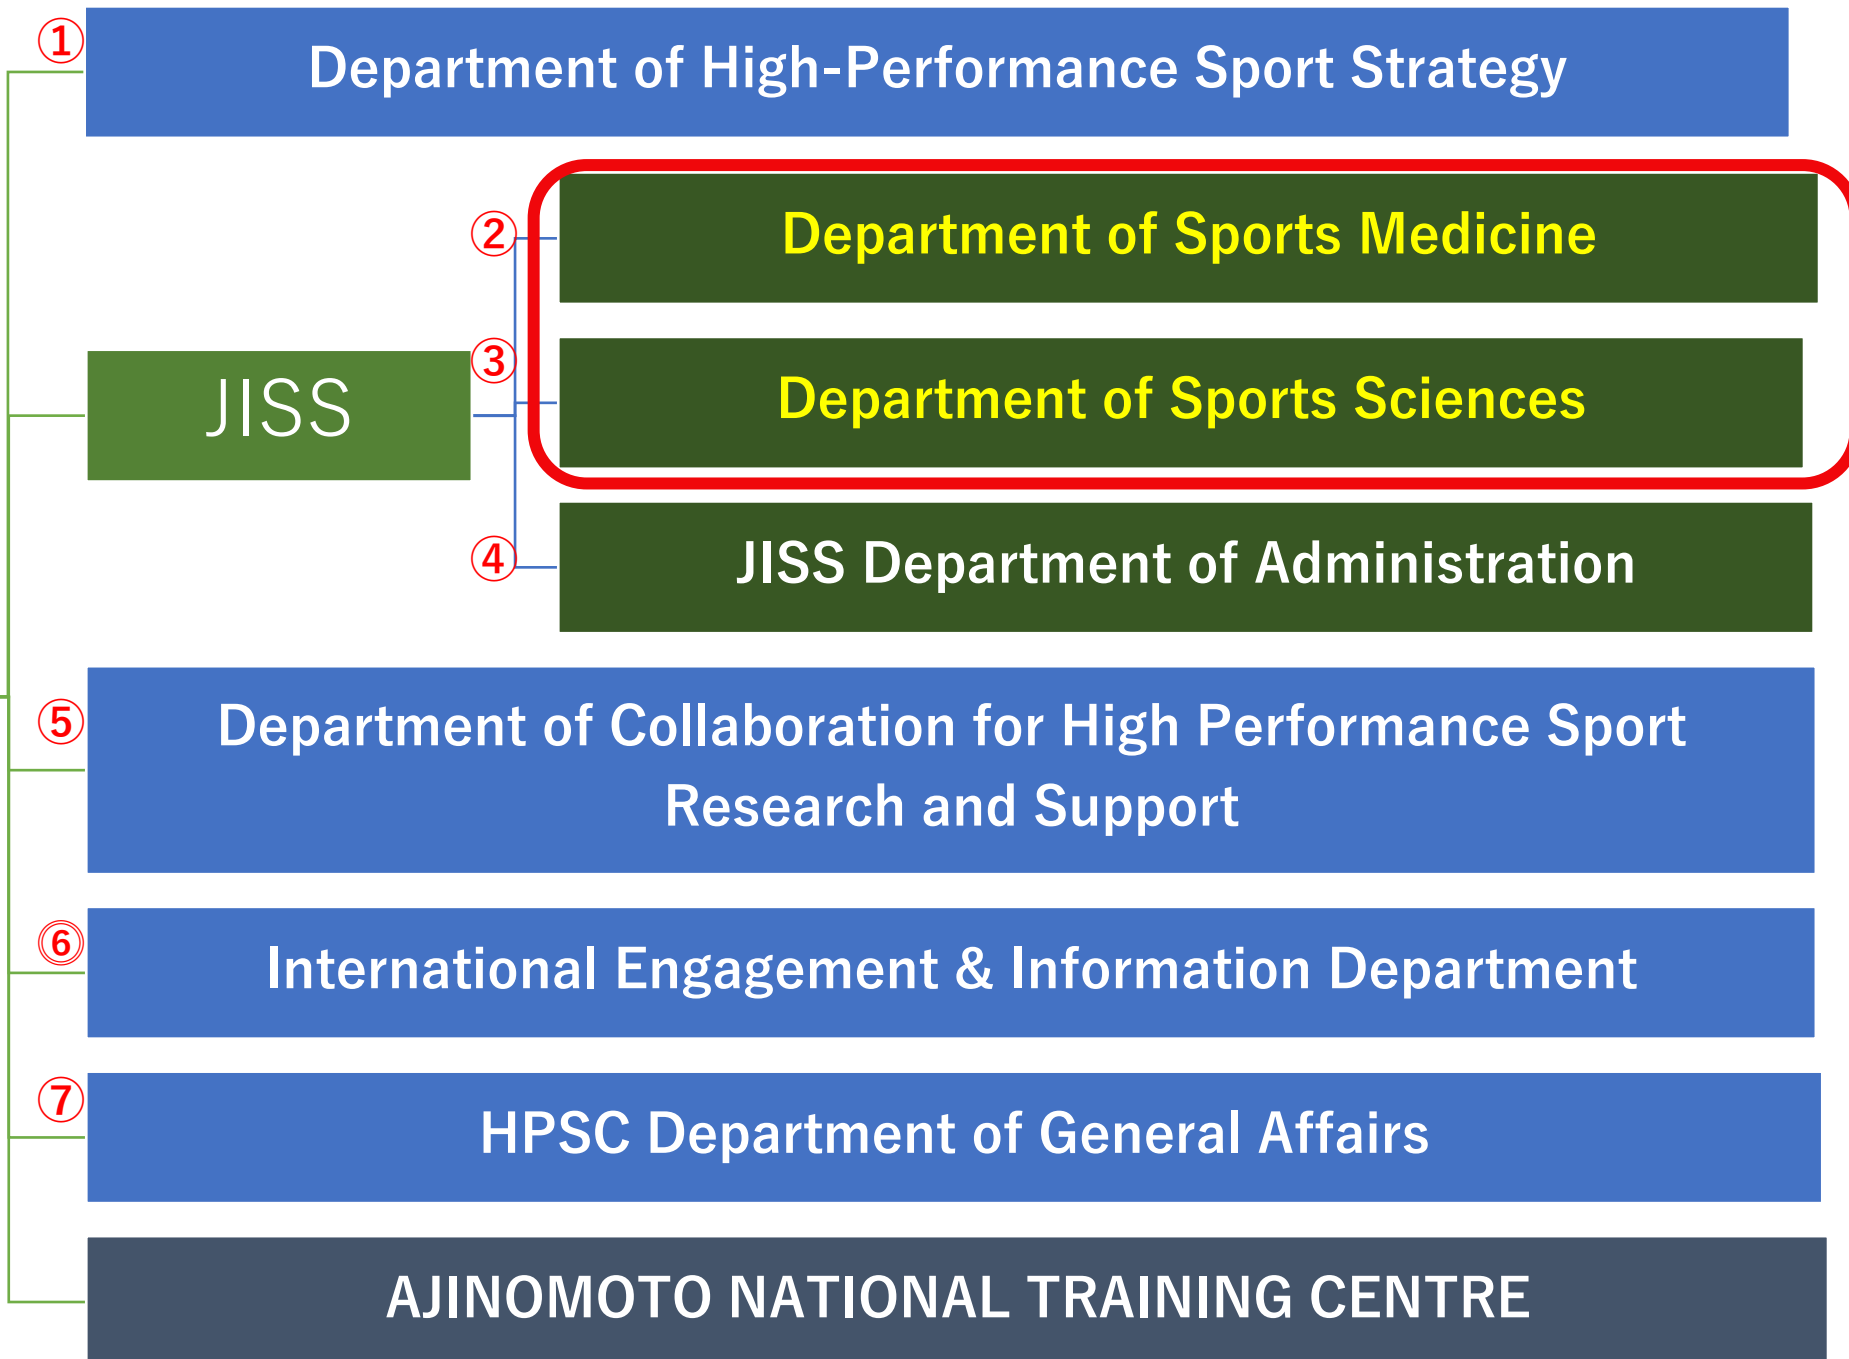 ①
Department of High-Performance Sport Strategy
②
Department of Sports Medicine
JISS
③
Department of Sports Sciences
④
JISS Department of Administration
⑤
Department of Collaboration for High Performance Sport
Research and Support
⑥
International Engagement & Information Department
⑦
HPSC Department of General Affairs
AJINOMOTO NATIONAL TRAINING CENTRE